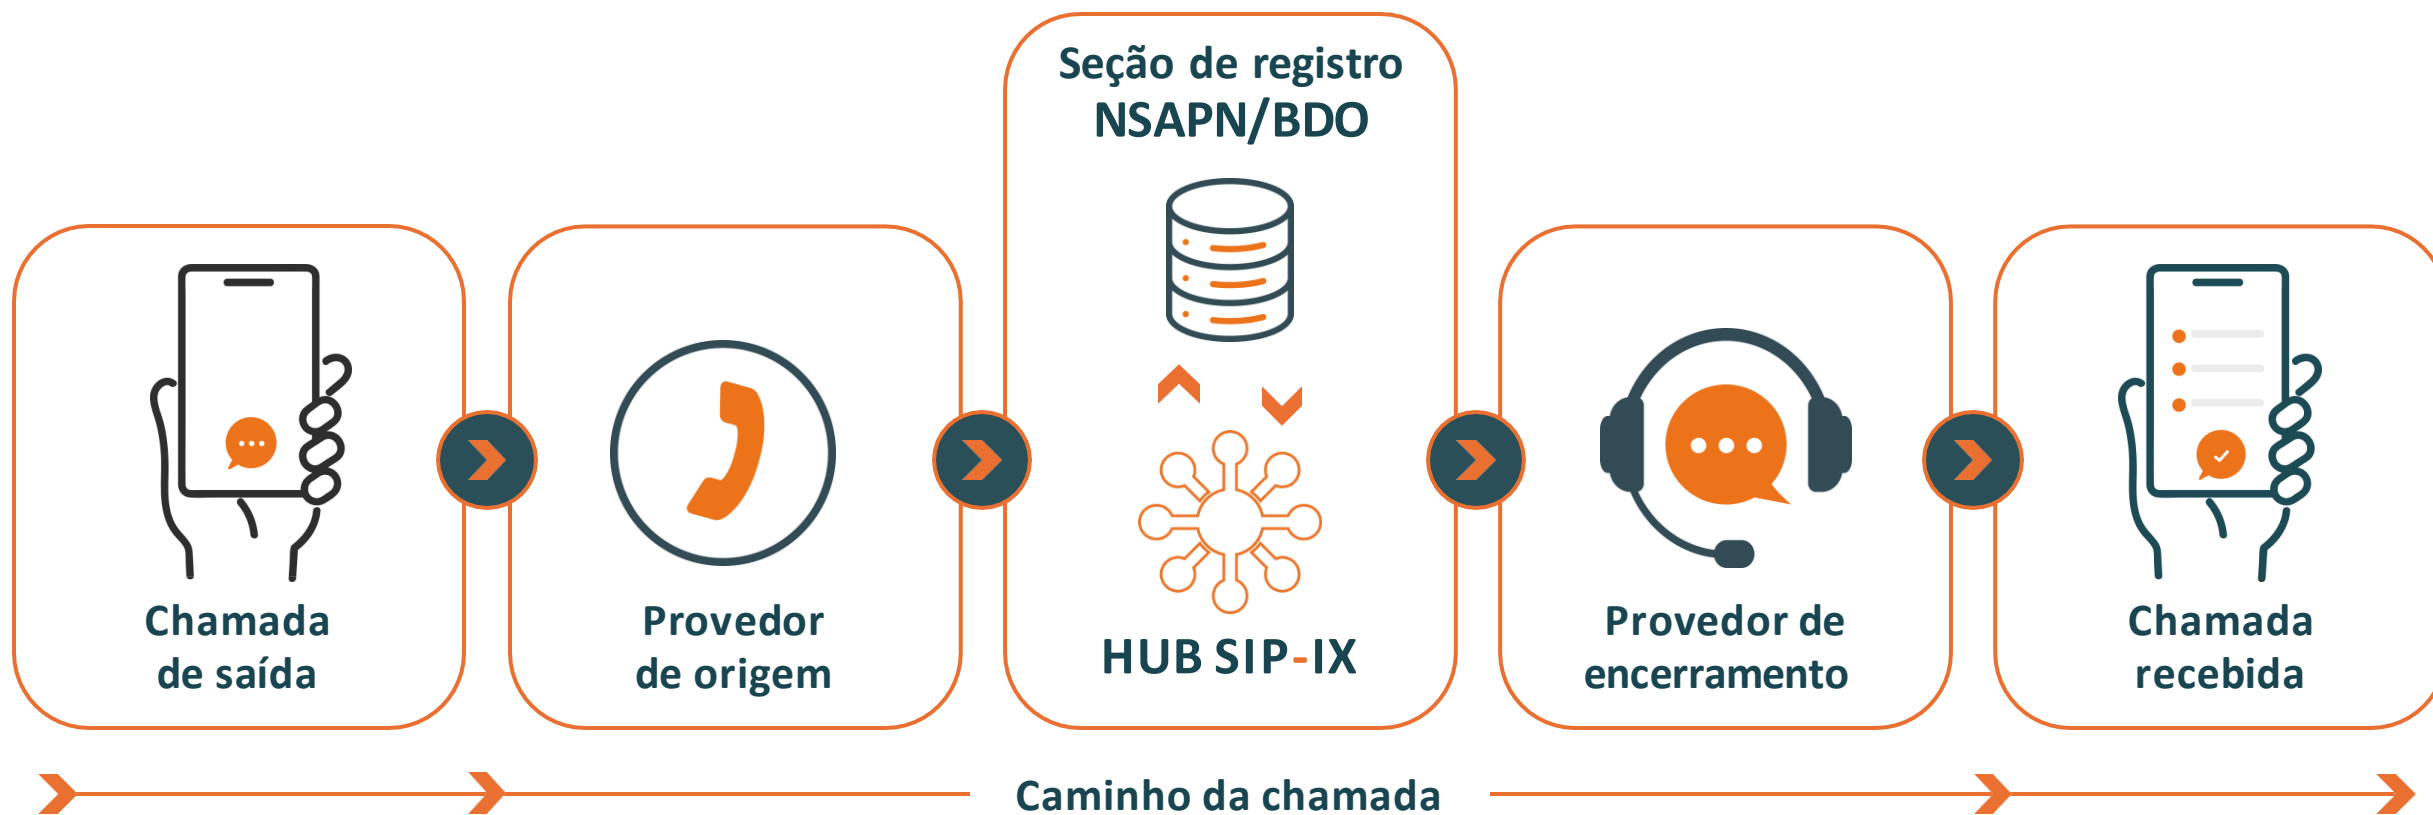 Seção de registro
NSAPN/BDO
HUB SIP-IX
Chamada
de saída
Provedor
de origem
Provedor de
encerramento
Chamada
recebida
Caminho da chamada